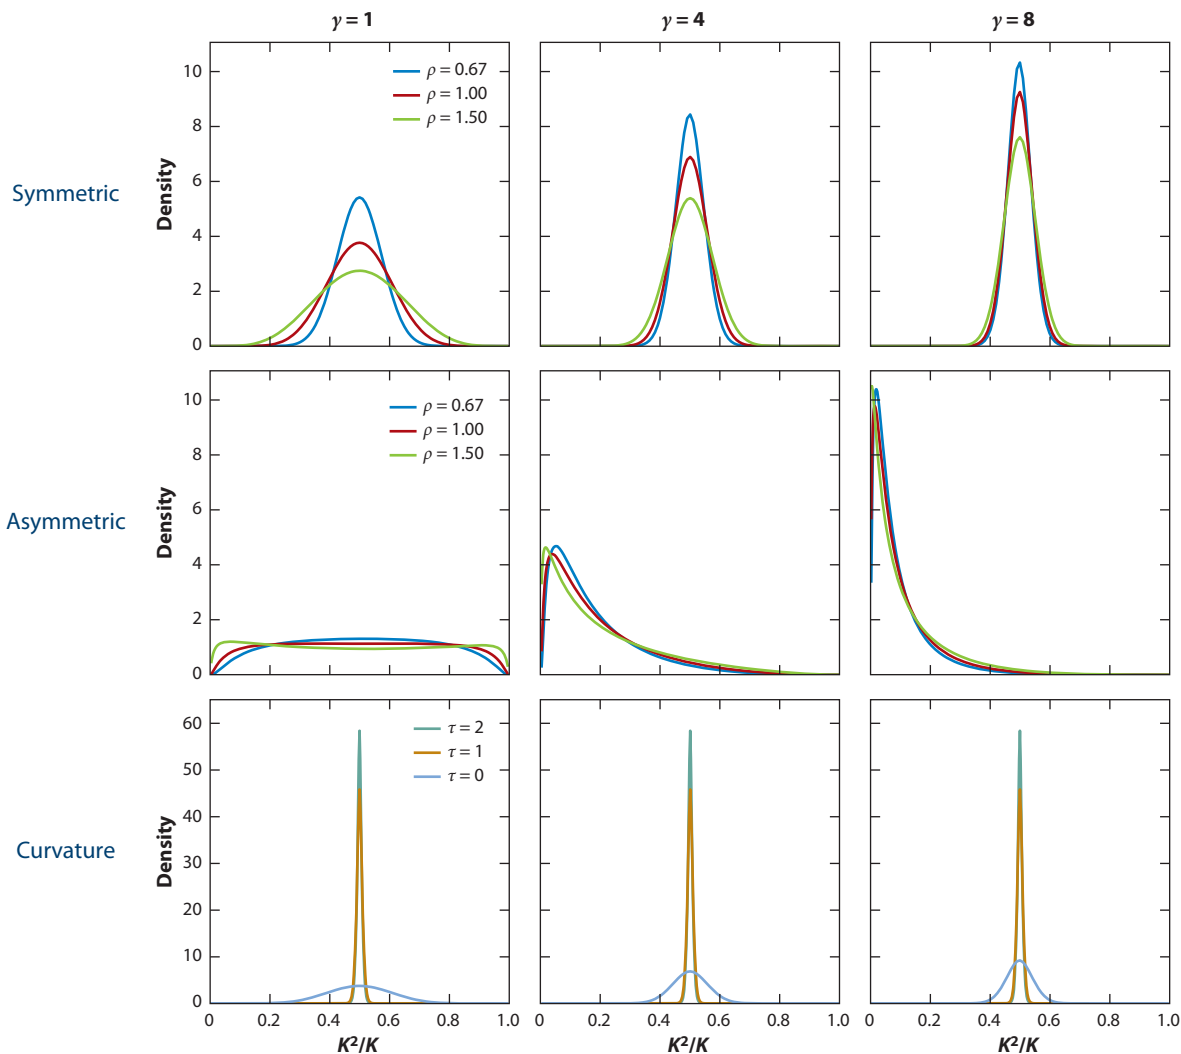 γ = 1
γ = 4
γ = 8
Symmetric
Density
10
8
6
4
2
0
ρ = 0.67
ρ = 1.00
ρ = 1.50
Asymmetric
Density
10
8
6
4
2
0
ρ = 0.67
ρ = 1.00
ρ = 1.50
Curvature
Density
60
50
40
30
20
10
0
τ = 2
τ = 1
τ = 0
0 0.2 0.4 0.6 0.8 1.0
0 0.2 0.4 0.6 0.8 1.0
0 0.2 0.4 0.6 0.8 1.0
K²/K
K²/K
K²/K